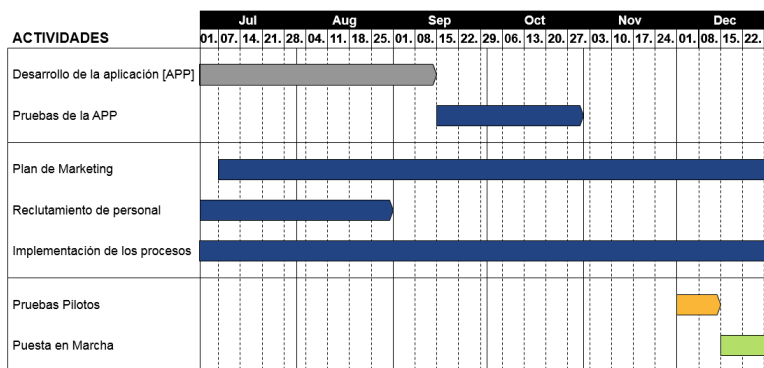 Jul Aug Sep Oct Nov Dec
ACTIVIDADES
01. 07. 14. 21. 28. 04. 11. 18. 25. 01. 08. 15. 22. 29. 06. 13. 20. 27. 03. 10. 17. 24. 01. 08. 15. 22.
Desarrollo de la aplicación [APP]
Pruebas de la APP
Plan de Marketing
Reclutamiento de personal
Implementación de los procesos
Pruebas Pilotos
Puesta en Marcha